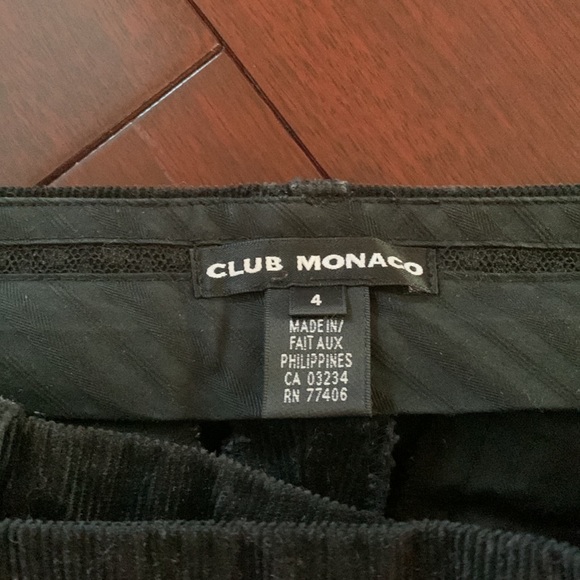 CLUB MONACO
4
MADE IN/
FAIT AUX
PHILIPPINES
CA 03234
RN 77406